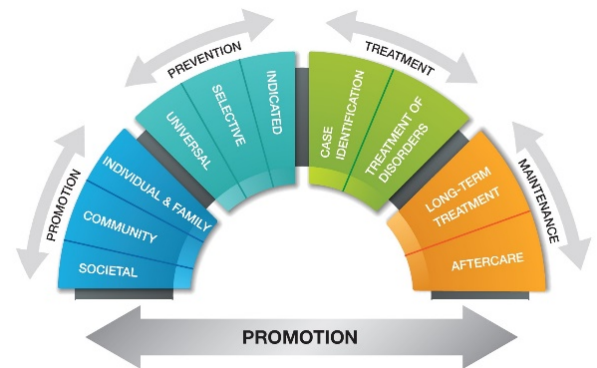 PROMOTION
SOCIETAL
COMMUNITY
INDIVIDUAL & FAMILY
PREVENTION
UNIVERSAL
SELECTIVE
INDICATED
TREATMENT
CASE
IDENTIFICATION
TREATMENT OF
DISORDERS
MAINTENANCE
LONG-TERM
TREATMENT
AFTERCARE
PROMOTION